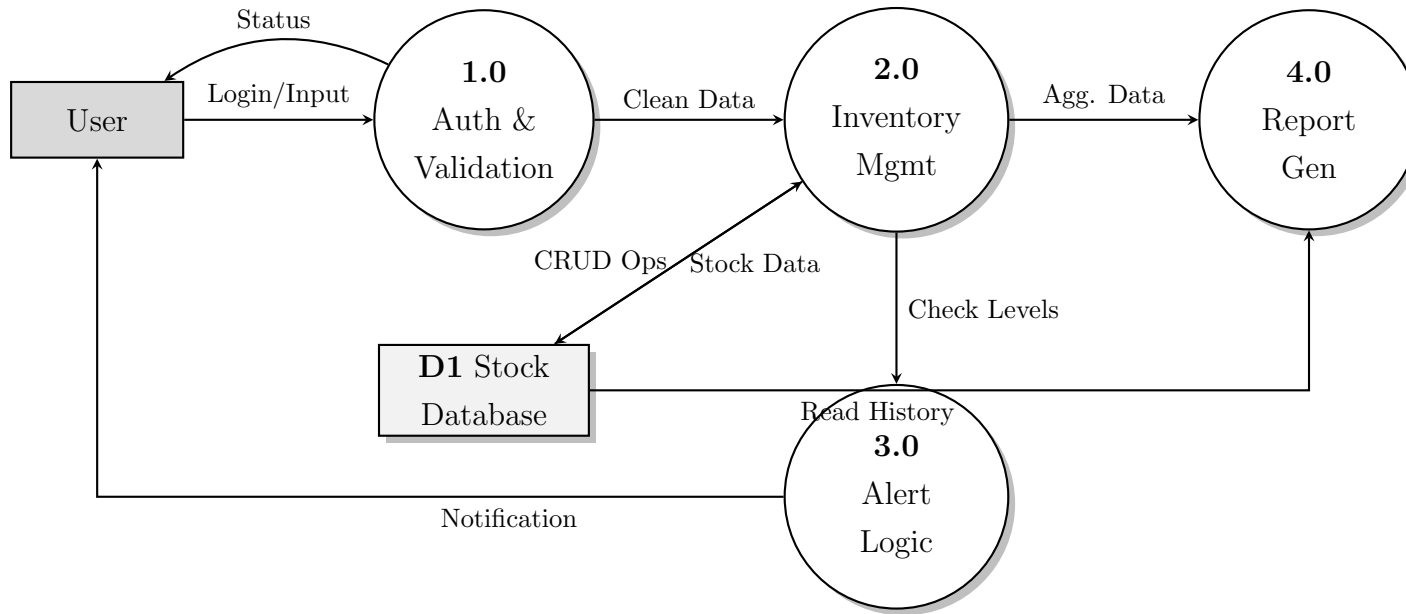 Status
User
Login/Input
1.0
Auth &
Validation
Clean Data
2.0
Inventory
Mgmt
Agg. Data
4.0
Report
Gen
CRUD Ops
Stock Data
Check Levels
D1 Stock
Database
Read History
3.0
Alert
Logic
Notification